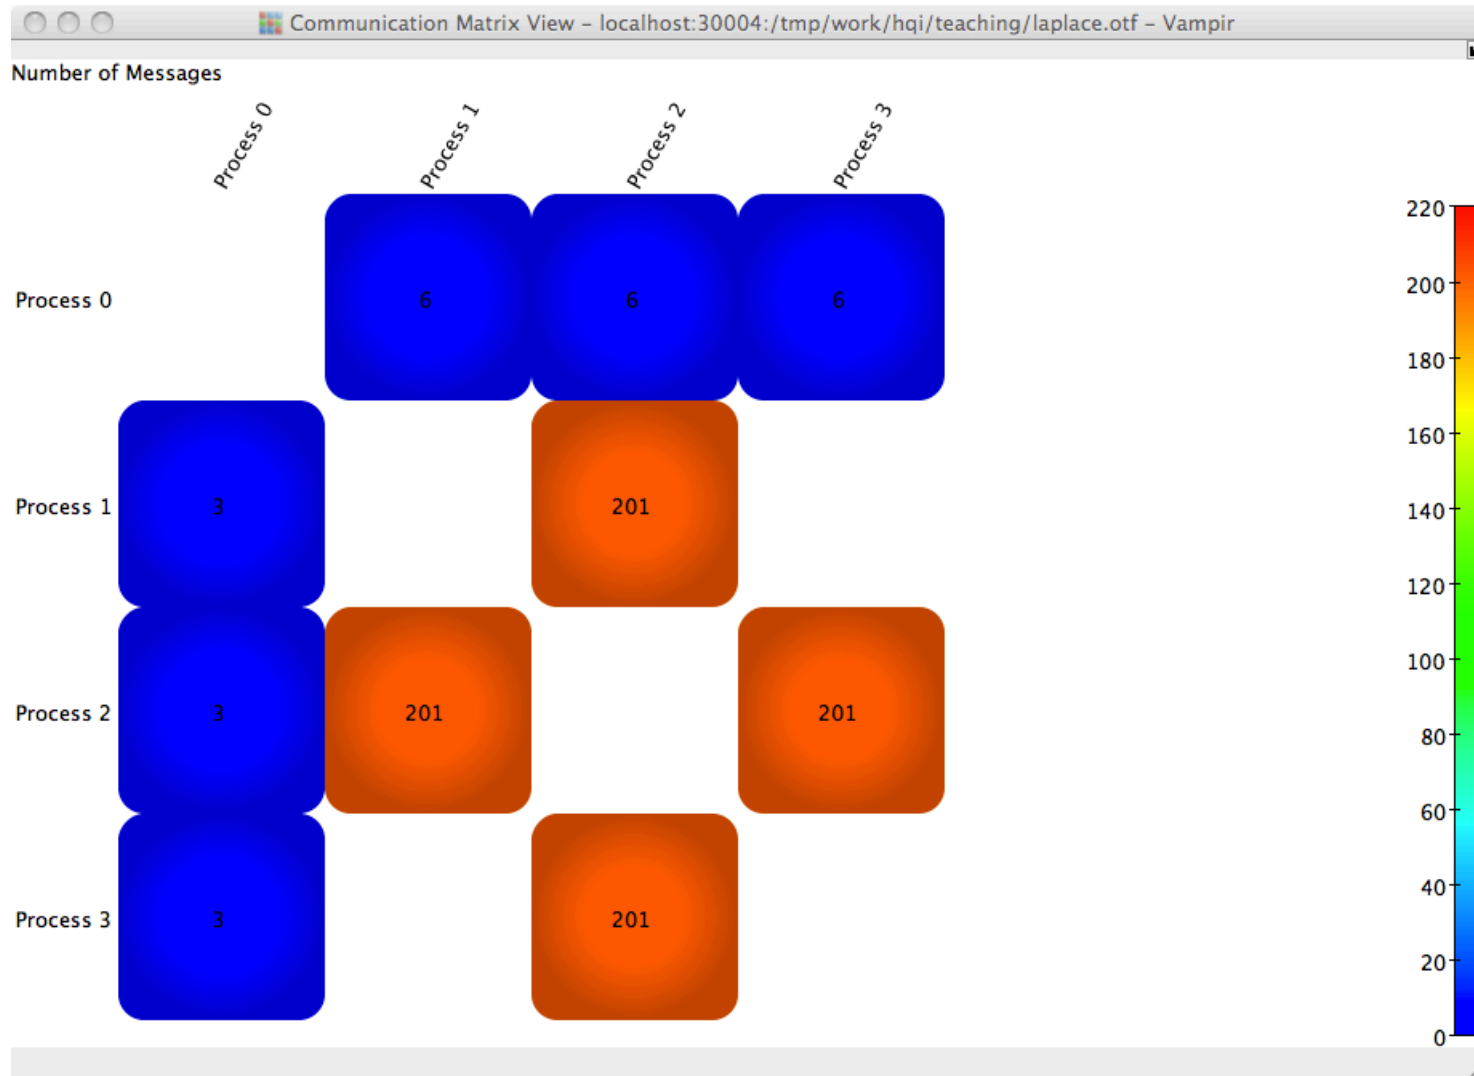 Communication Matrix View – localhost:30004:/tmp/work/hqi/teaching/laplace.otf – Vampir
Number of Messages
Process 0 Process 1 Process 2 Process 3
Process 0 6 6 6
Process 1 3 201
Process 2 3 201 201
Process 3 3 201
220
200
180
160
140
120
100
80
60
40
20
0